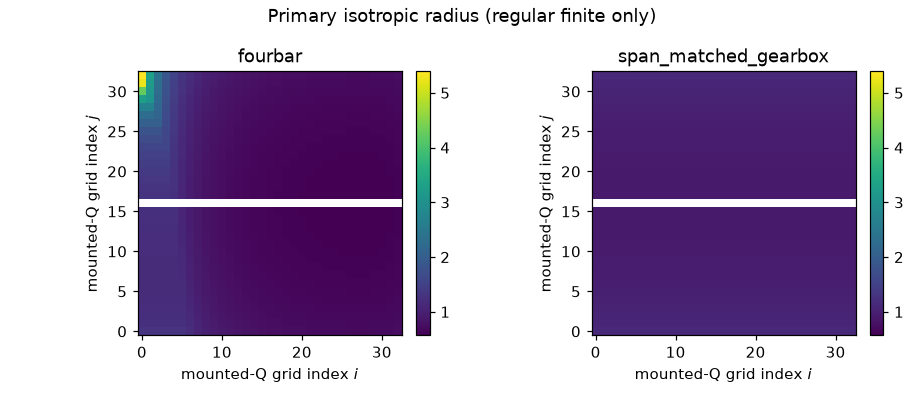 Primary isotropic radius (regular finite only)
fourbar
30
25
20
15
10
5
0
mounted-Q grid index j
0 10 20 30
mounted-Q grid index i
5
4
3
2
1
span_matched_gearbox
30
25
20
15
10
5
0
mounted-Q grid index j
0 10 20 30
mounted-Q grid index i
5
4
3
2
1